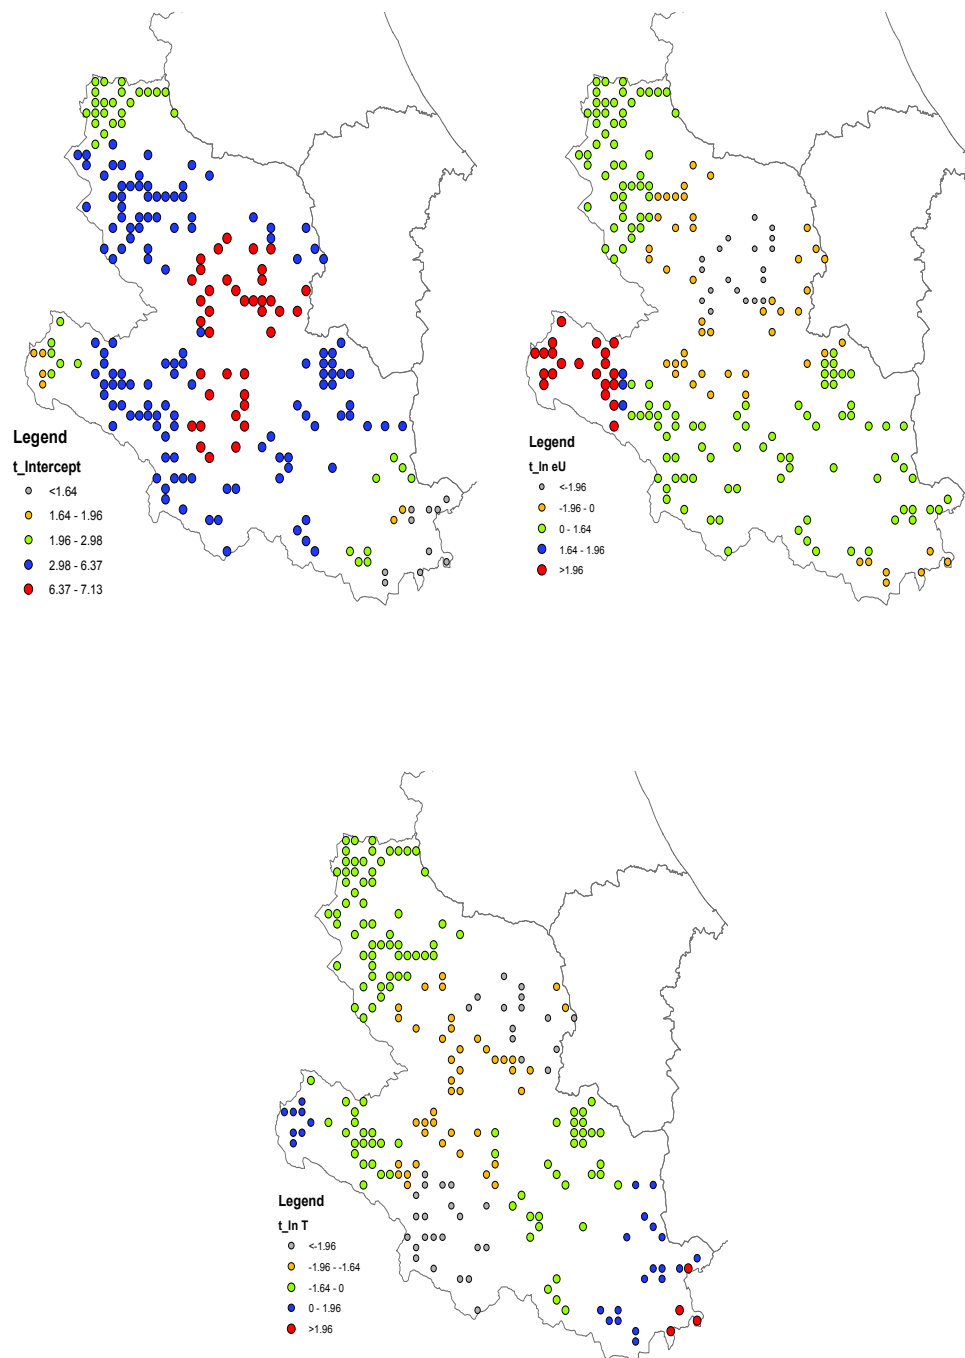 Legend
t_Intercept
<1.64
1.64 - 1.96
1.96 - 2.98
2.98 - 6.37
6.37 - 7.13
Legend
t_ln eU
<-1.96
-1.96 - 0
0 - 1.64
1.64 - 1.96
>1.96
Legend
t_ln T
<-1.96
-1.96 - -1.64
-1.64 - 0
0 - 1.96
>1.96